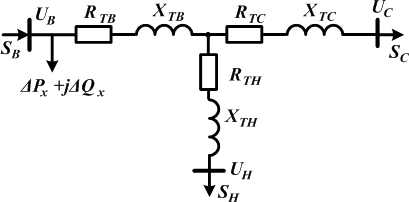 U_B R_TB X_TB R_TC X_TC U_C
S_B S_C
ΔP_x +jΔQ_x R_TH
X_TH
U_H
S_H